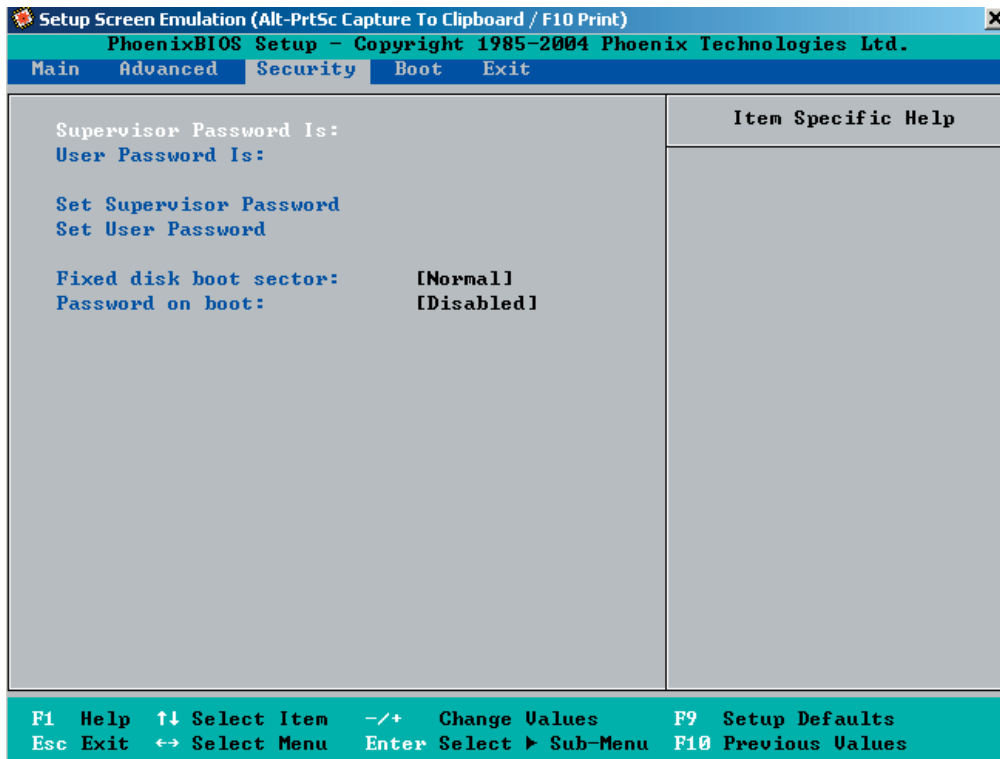 Setup Screen Emulation (Alt-PrtSc Capture To Clipboard / F10 Print)
PhoenixBIOS Setup - Copyright 1985-2004 Phoenix Technologies Ltd.
Main Advanced Security Boot Exit
Supervisor Password Is:
User Password Is:
Set Supervisor Password
Set User Password
Fixed disk boot sector: [Normal]
Password on boot: [Disabled]
Item Specific Help
F1 Help ↑↓ Select Item -/+ Change Values F9 Setup Defaults
Esc Exit ↔ Select Menu Enter Select ▶ Sub-Menu F10 Previous Values